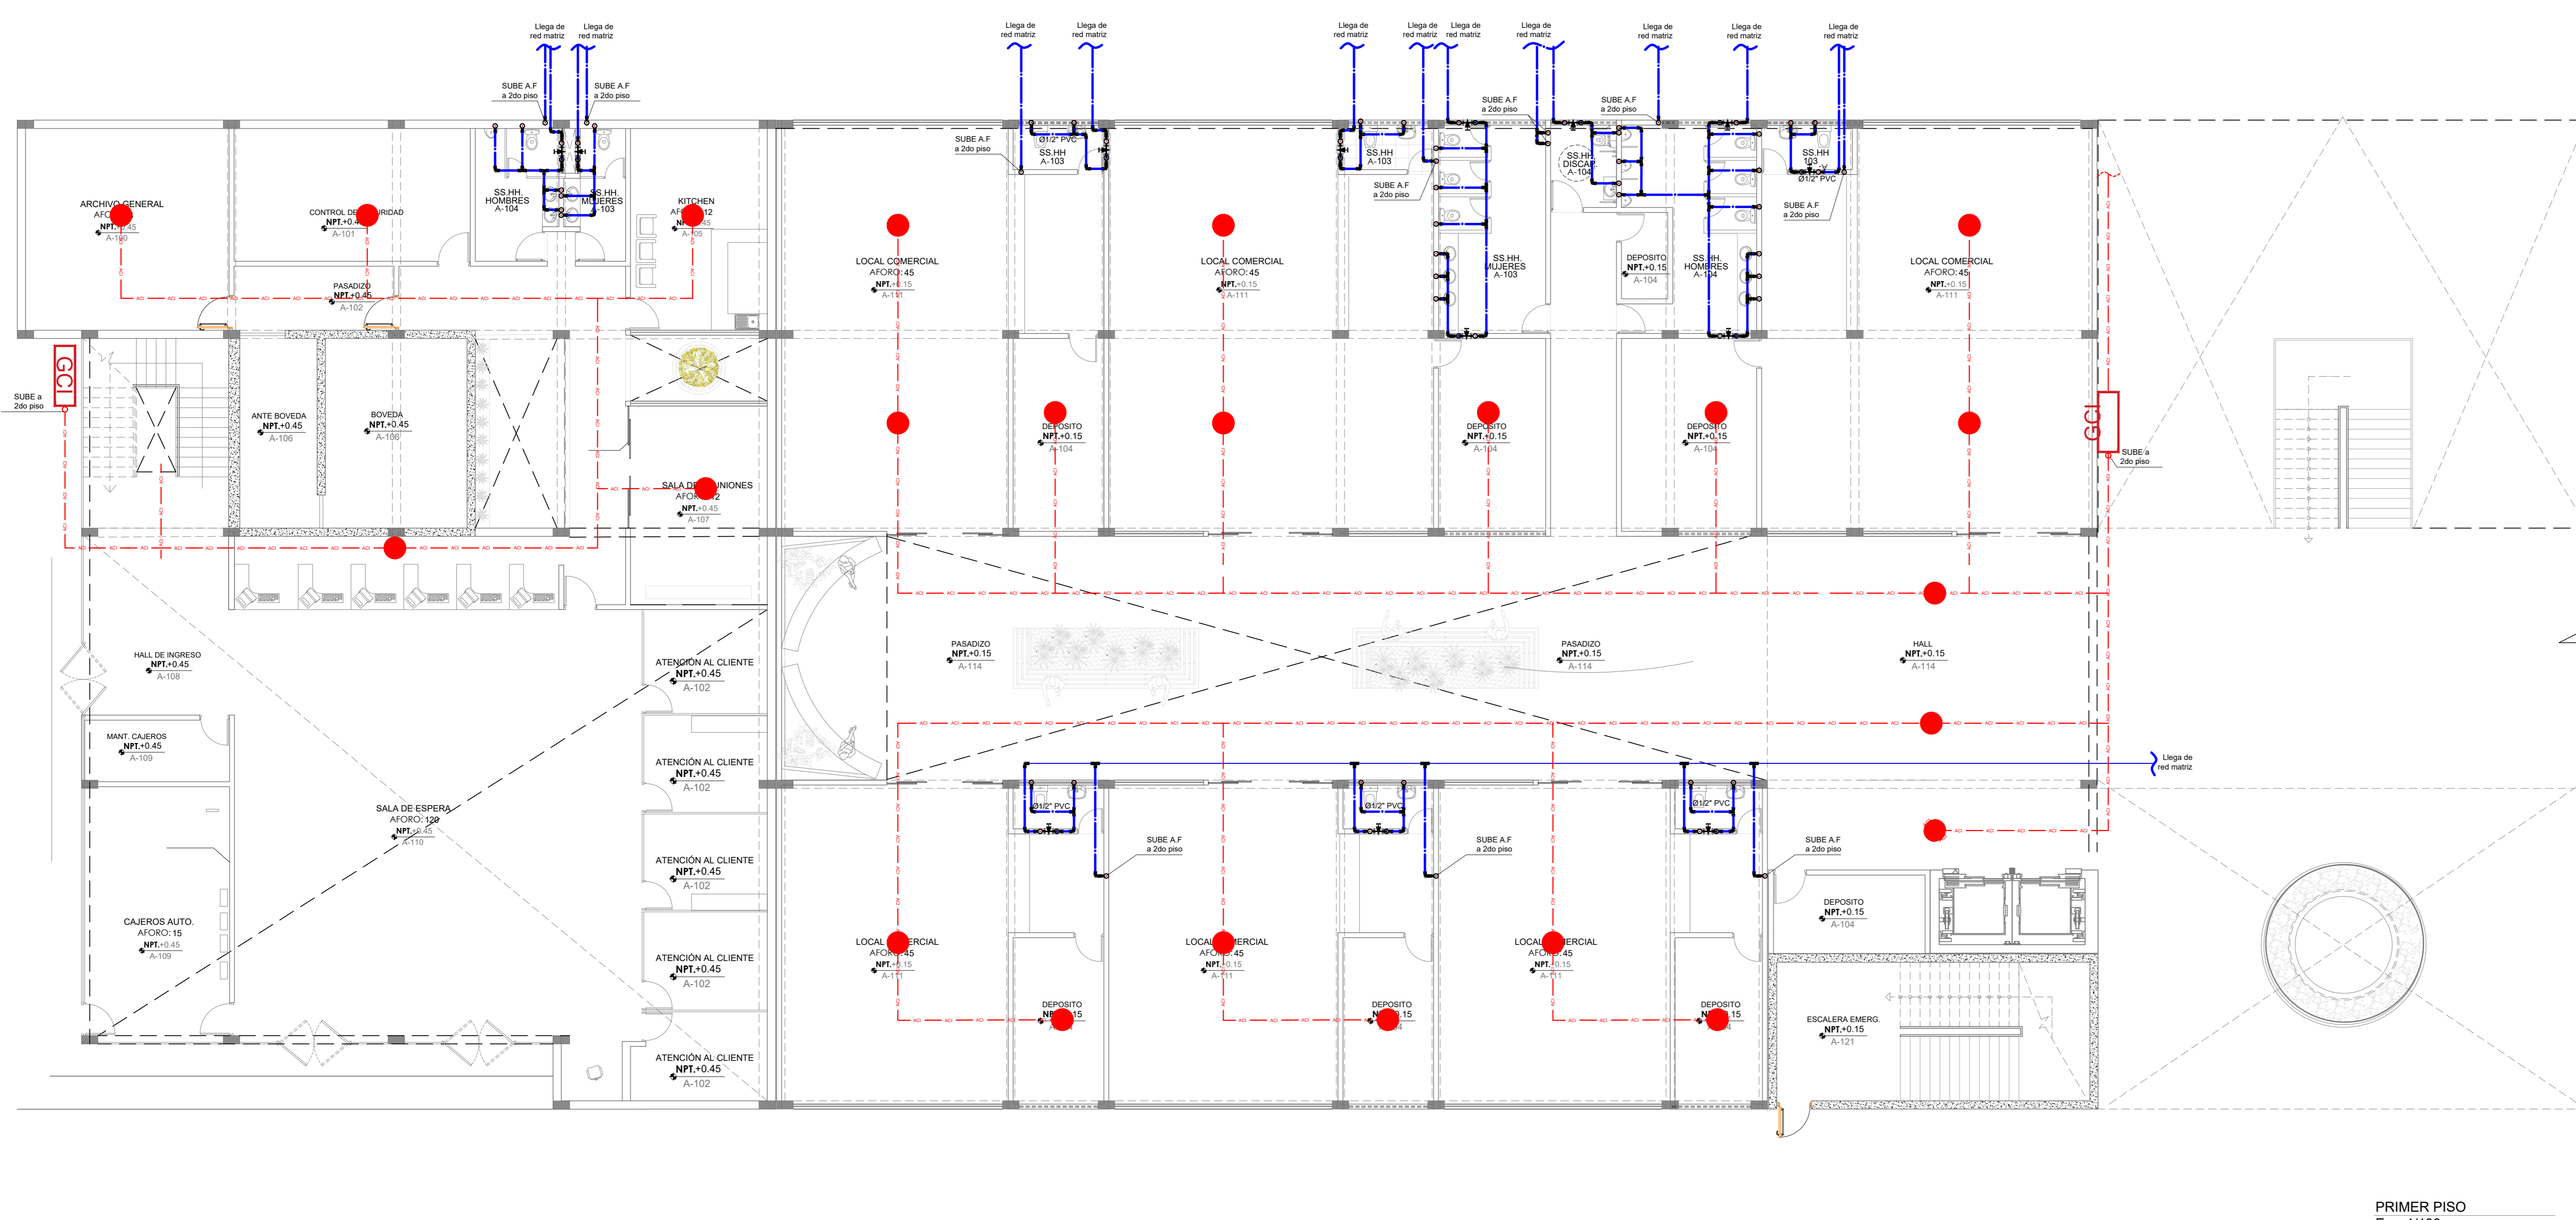 Llega de
red matriz
Llega de
red matriz
Llega de
red matriz
Llega de
red matriz
Llega de
red matriz
Llega de
red matriz
Llega de
red matriz
Llega de
red matriz
Llega de
red matriz
Llega de
red matriz
Llega de
red matriz
SUBE A.F
a 2do piso
SUBE A.F
a 2do piso
SUBE A.F
a 2do piso
SUBE A.F
a 2do piso
SUBE A.F
a 2do piso
SUBE A.F
a 2do piso
SUBE A.F
a 2do piso
ARCHIVO GENERAL
A-100
A-101
SS.HH.
HOMBRES
A-104
SS.HH.
MUJERES
A-103
KITCHEN
A-105
PASADIZO
NPT.+0.45
A-102
Ø1/2" PVC
SS.HH
A-103
SS.HH
A-103
SS.HH.
DISCAP.
A-104
SS.HH
103
Ø1/2" PVC
LOCAL COMERCIAL
AFORO: 45
NPT.+0.15
A-111
LOCAL COMERCIAL
AFORO: 45
NPT.+0.15
A-111
SS.HH.
MUJERES
A-103
DEPOSITO
NPT.+0.15
A-104
SS.HH.
HOMBRES
A-104
LOCAL COMERCIAL
AFORO: 45
NPT.+0.15
A-111
GCI
SUBE a
2do piso
ANTE BOVEDA
NPT.+0.45
A-106
BOVEDA
NPT.+0.45
A-106
DEPOSITO
NPT.+0.15
A-104
DEPOSITO
NPT.+0.15
A-104
DEPOSITO
NPT.+0.15
A-104
GCI
SUBE a
2do piso
NPT.+0.45
A-107
ACI
HALL DE INGRESO
NPT.+0.45
A-108
PASADIZO
NPT.+0.15
A-114
PASADIZO
NPT.+0.15
A-114
HALL
NPT.+0.15
A-114
ATENCIÓN AL CLIENTE
NPT.+0.45
A-102
MANT. CAJEROS
NPT.+0.45
A-109
ATENCIÓN AL CLIENTE
NPT.+0.45
A-102
Llega de
red matriz
SALA DE ESPERA
AFORO: 120
NPT.+0.45
A-110
Ø1/2" PVC
Ø1/2" PVC
Ø1/2" PVC
SUBE A.F
a 2do piso
SUBE A.F
a 2do piso
SUBE A.F
a 2do piso
ATENCIÓN AL CLIENTE
NPT.+0.45
A-102
CAJEROS AUTO.
AFORO: 15
NPT.+0.45
A-109
DEPOSITO
NPT.+0.15
A-104
ATENCIÓN AL CLIENTE
NPT.+0.45
A-102
NPT.+0.15
A-111
NPT.+0.15
A-111
NPT.+0.15
A-111
DEPOSITO
DEPOSITO
DEPOSITO
ESCALERA EMERG.
NPT.+0.15
A-121
ATENCIÓN AL CLIENTE
NPT.+0.45
A-102
PRIMER PISO